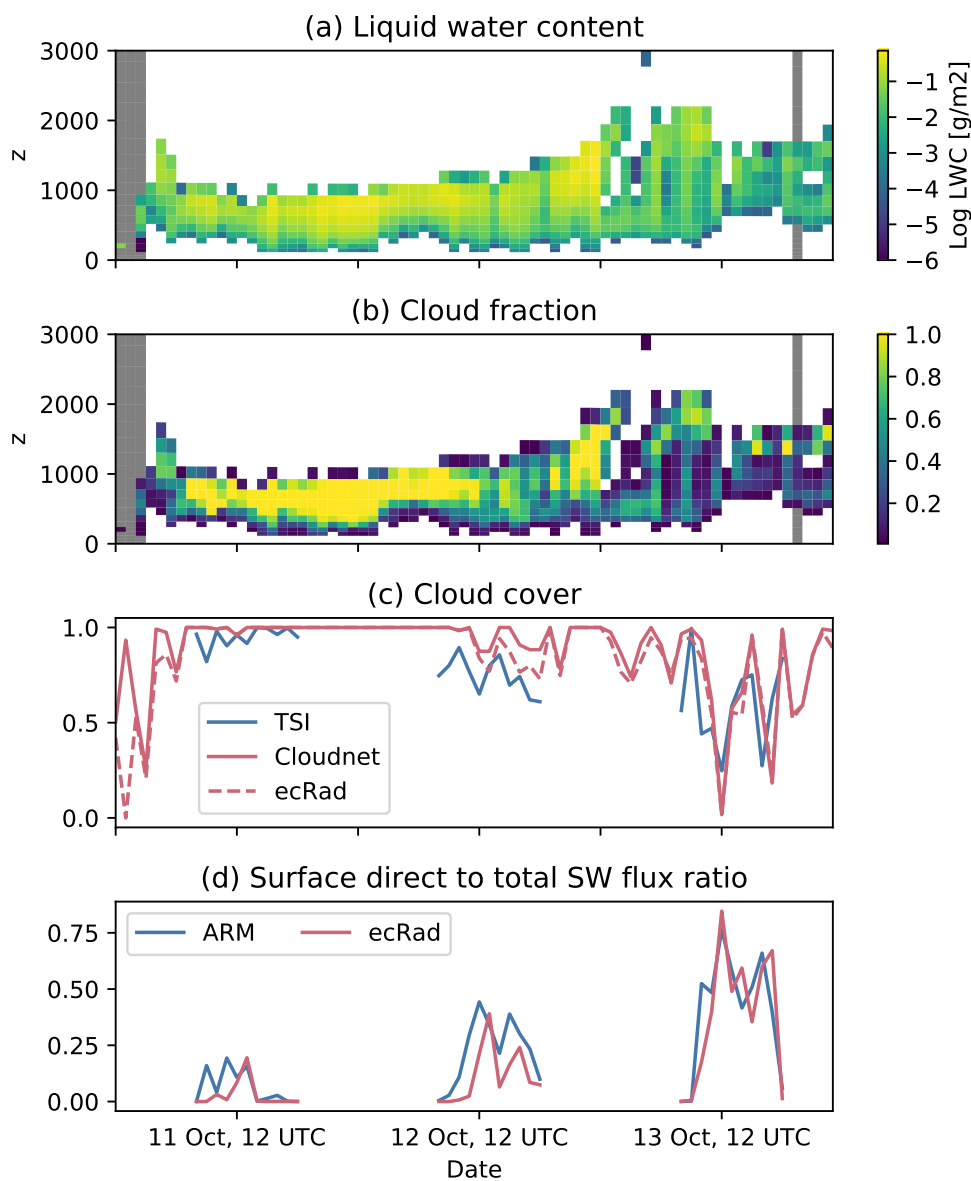 (a) Liquid water content
3000
2000
1000
0
z
−1
−2
−3
−4
−5
−6
Log LWC [g/m2]
(b) Cloud fraction
3000
2000
1000
0
z
1.0
0.8
0.6
0.4
0.2
(c) Cloud cover
1.0
0.5
0.0
TSI
Cloudnet
ecRad
(d) Surface direct to total SW flux ratio
0.75
0.50
0.25
0.00
ARM
ecRad
11 Oct, 12 UTC
12 Oct, 12 UTC
13 Oct, 12 UTC
Date